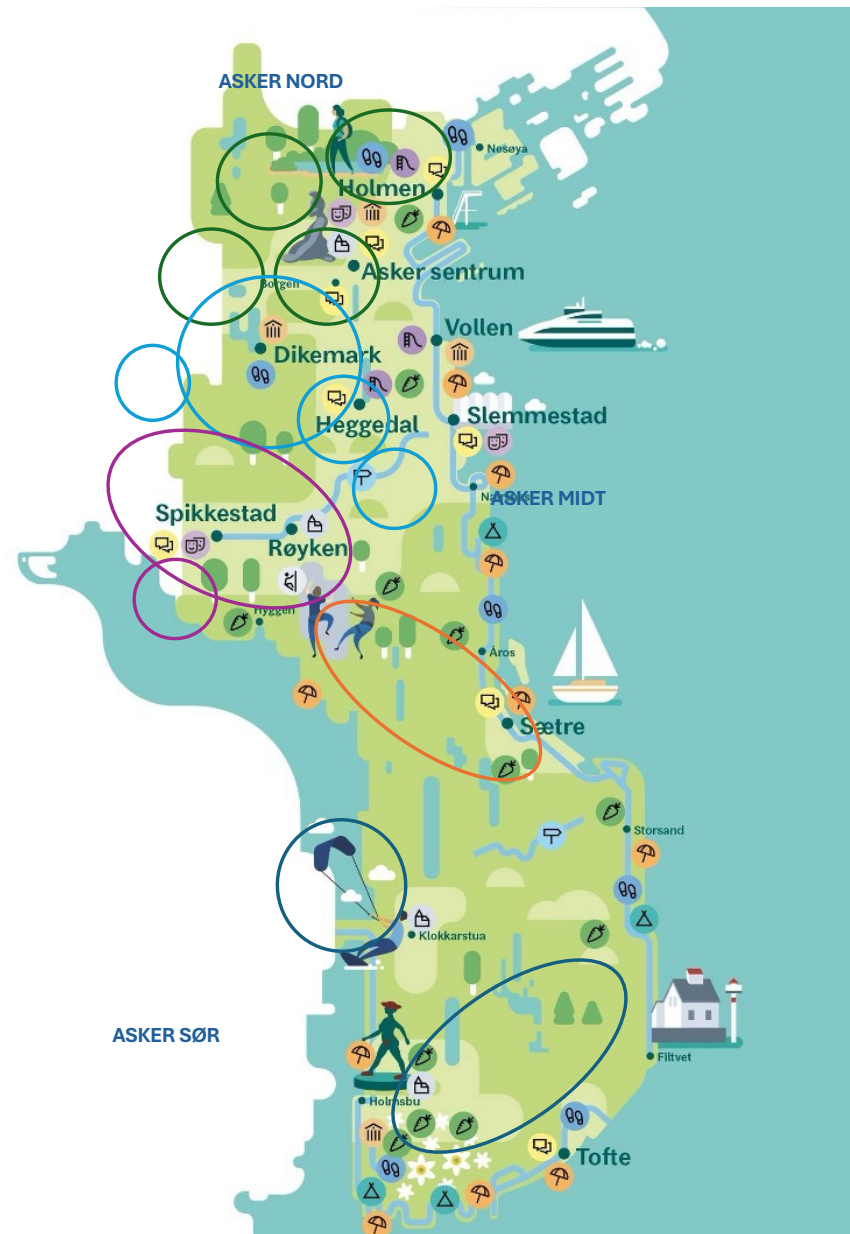 ASKER NORD
Nesøya
Holmen
Asker sentrum
Borgen
Vollen
Dikemark
Heggedal
Slemmestad
ASKER MIDT
Spikkestad
Røyken
Hyggen
Åros
Sætre
Storsand
Klokkarstua
ASKER SØR
Filtvet
Holmsbu
Tofte